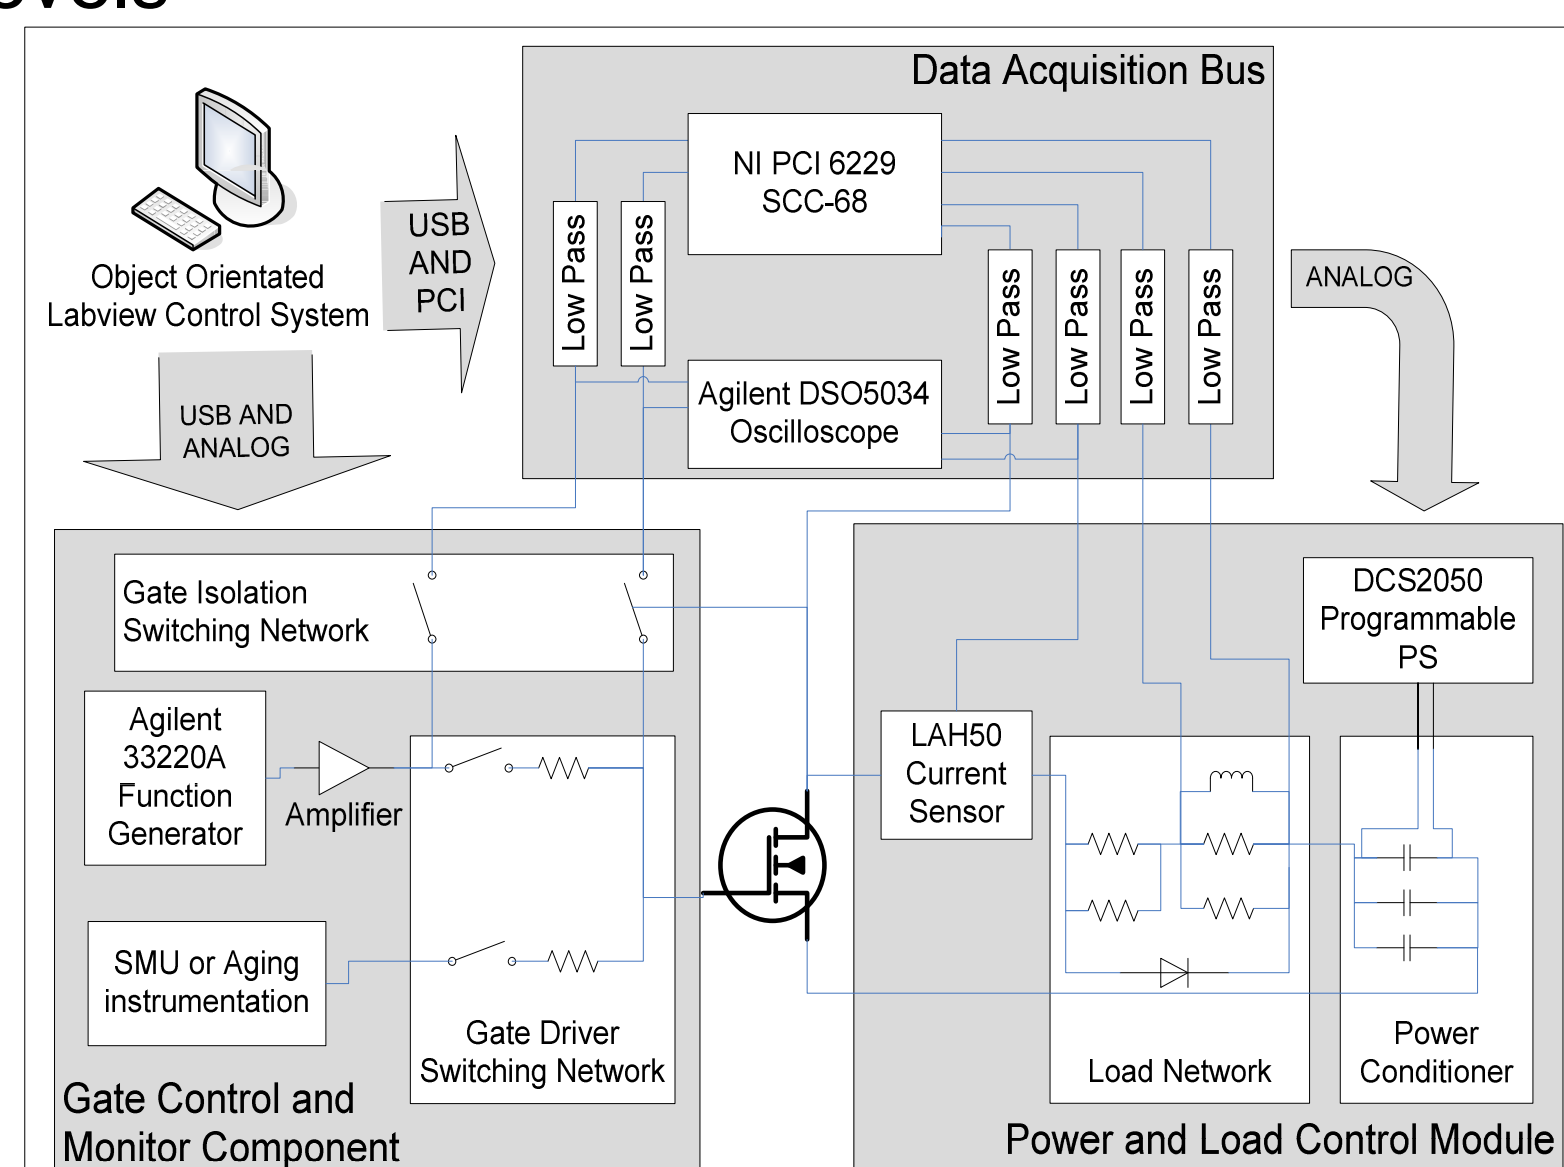 Data Acquisition Bus
NI PCI 6229
SCC-68
Low Pass
Low Pass
Low Pass
Low Pass
Low Pass
Low Pass
Agilent DSO5034
Oscilloscope
USB
AND
PCI
Object Orientated
Labview Control System
USB AND
ANALOG
ANALOG
Gate Isolation
Switching Network
Agilent
33220A
Function
Generator
Amplifier
SMU or Aging
instrumentation
Gate Driver
Switching Network
Gate Control and
Monitor Component
DCS2050
Programmable
PS
LAH50
Current
Sensor
Load Network
Power
Conditioner
Power and Load Control Module